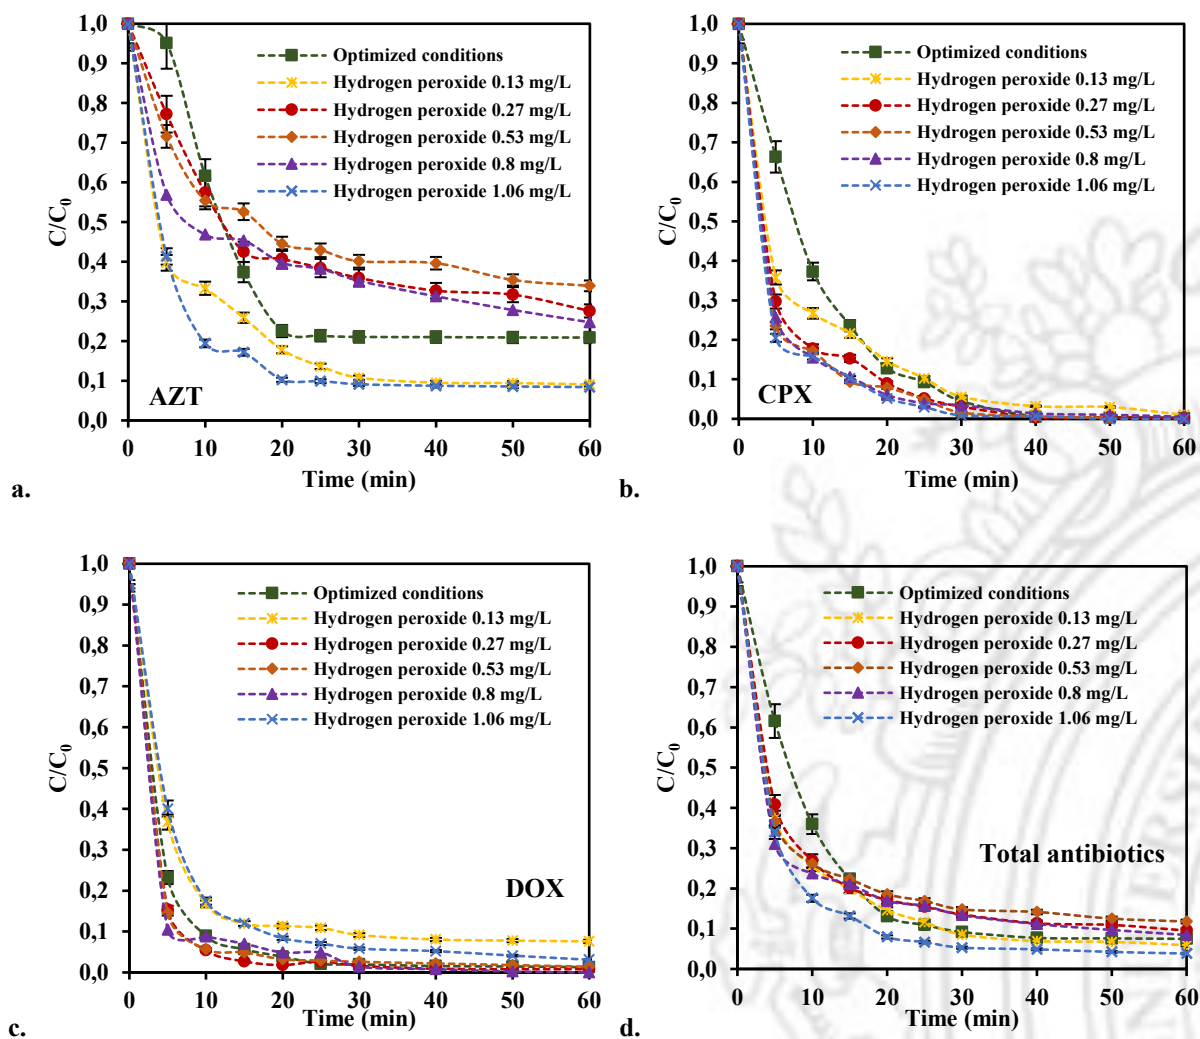 1,0
0,9
0,8
0,7
0,6
0,5
0,4
0,3
0,2
0,1
0,0
C/C0
Optimized conditions
Hydrogen peroxide 0.13 mg/L
Hydrogen peroxide 0.27 mg/L
Hydrogen peroxide 0.53 mg/L
Hydrogen peroxide 0.8 mg/L
Hydrogen peroxide 1.06 mg/L
AZT
0 10 20 30 40 50 60
Time (min)
a.
1,0
0,9
0,8
0,7
0,6
0,5
0,4
0,3
0,2
0,1
0,0
C/C0
Optimized conditions
Hydrogen peroxide 0.13 mg/L
Hydrogen peroxide 0.27 mg/L
Hydrogen peroxide 0.53 mg/L
Hydrogen peroxide 0.8 mg/L
Hydrogen peroxide 1.06 mg/L
CPX
0 10 20 30 40 50 60
Time (min)
b.
1,0
0,9
0,8
0,7
0,6
0,5
0,4
0,3
0,2
0,1
0,0
C/C0
Optimized conditions
Hydrogen peroxide 0.13 mg/L
Hydrogen peroxide 0.27 mg/L
Hydrogen peroxide 0.53 mg/L
Hydrogen peroxide 0.8 mg/L
Hydrogen peroxide 1.06 mg/L
DOX
0 10 20 30 40 50 60
Time (min)
c.
1,0
0,9
0,8
0,7
0,6
0,5
0,4
0,3
0,2
0,1
0,0
C/C0
Optimized conditions
Hydrogen peroxide 0.13 mg/L
Hydrogen peroxide 0.27 mg/L
Hydrogen peroxide 0.53 mg/L
Hydrogen peroxide 0.8 mg/L
Hydrogen peroxide 1.06 mg/L
Total antibiotics
0 10 20 30 40 50 60
Time (min)
d.